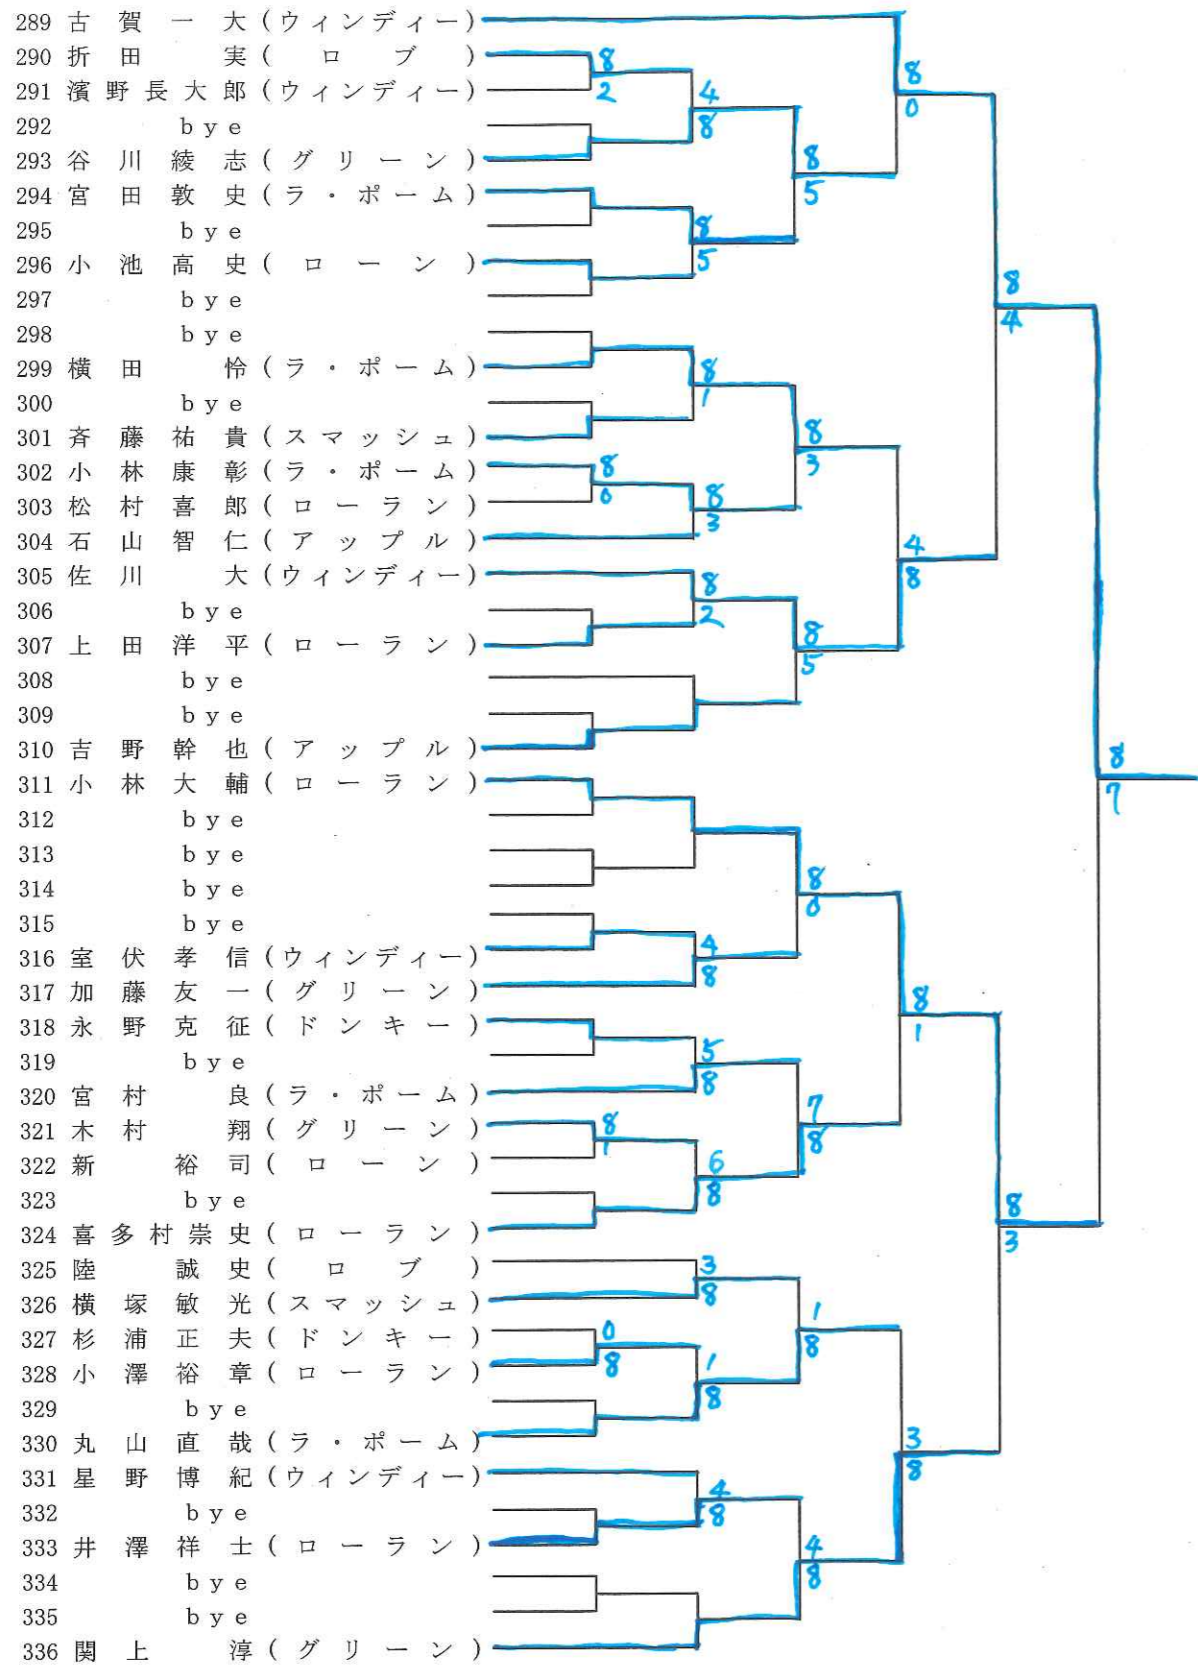 289 古賀一大(ウィンディー)
290 折田実(ロブ) 8
291 濱野長大郎(ウィンディー) 2 4 8 0
292 bye 8
293 谷川綾志(グリーン) 8
294 宮田敦史(ラ・ポーム) 5
295 bye 8
296 小池高史(ローン) 5
297 bye 8
298 bye 4
299 横田怜(ラ・ポーム) 8
300 bye 1
301 斉藤祐貴(スマッシュ) 8
302 小林康彰(ラ・ポーム) 8 3
303 松村喜郎(ローラン) 0 8
304 石山智仁(アップル) 3 4
305 佐川大(ウィンディー) 8 8
306 bye 2
307 上田洋平(ローラン) 8
308 bye 5
309 bye
310 吉野幹也(アップル) 8
311 小林大輔(ローラン) 7
312 bye
313 bye
314 bye 8
315 bye 0
316 室伏孝信(ウィンディー) 4
317 加藤友一(グリーン) 8 8
318 永野克征(ドンキー) 1
319 bye 5
320 宮村良(ラ・ポーム) 8 7
321 木村翔(グリーン) 8 8
322 新裕司(ローン) 1 6
323 bye 8 8
324 喜多村崇史(ローラン) 3
325 陸誠史(ロブ) 3
326 横塚敏光(スマッシュ) 8 1
327 杉浦正夫(ドンキー) 0 8
328 小澤裕章(ローラン) 8 1
329 bye 8
330 丸山直哉(ラ・ポーム) 3
331 星野博紀(ウィンディー) 4 8
332 bye 8
333 井澤祥士(ローラン) 4
334 bye 8
335 bye
336 関上淳(グリーン)